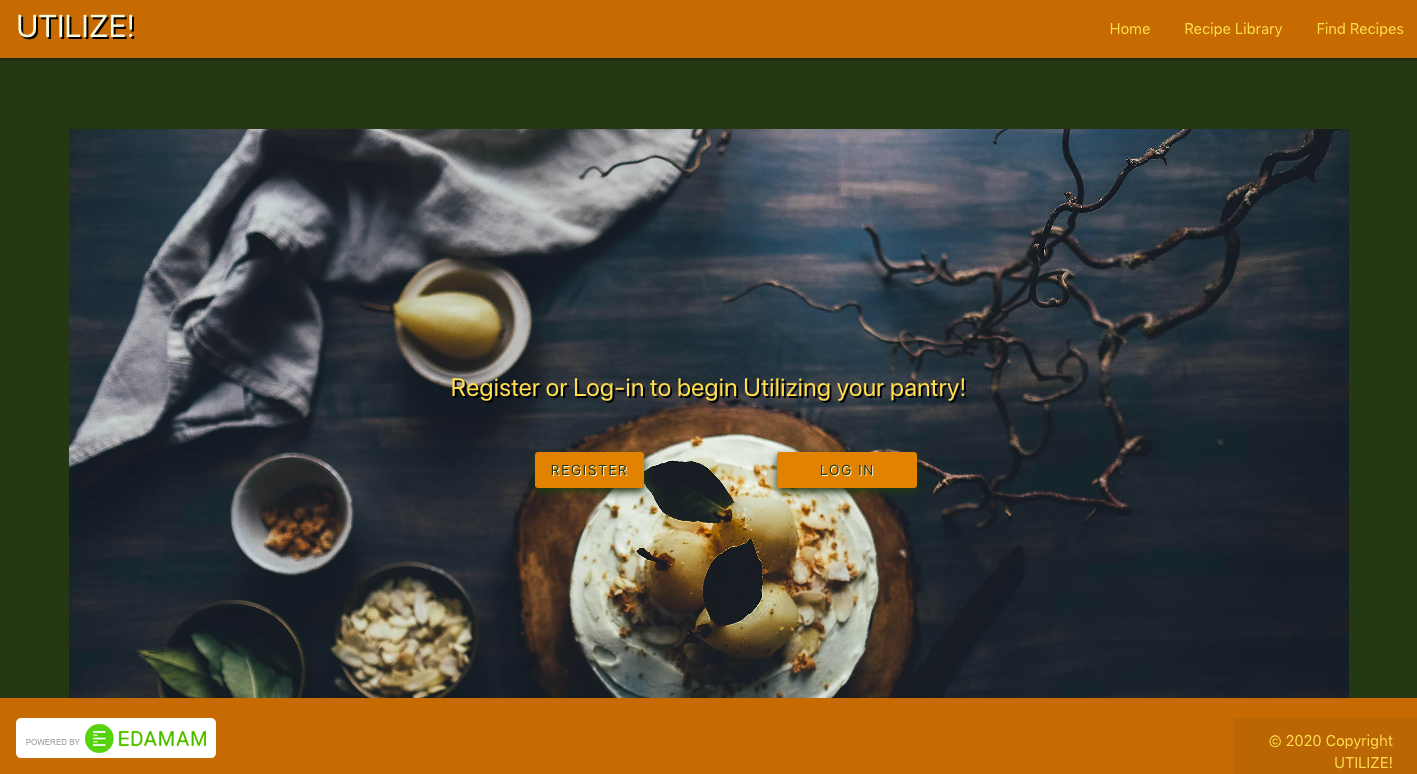 UTILIZE!
Home Recipe Library Find Recipes
Register or Log-in to begin Utilizing your pantry!
REGISTER LOG IN
POWERED BY EDAMAM
© 2020 Copyright
UTILIZE!